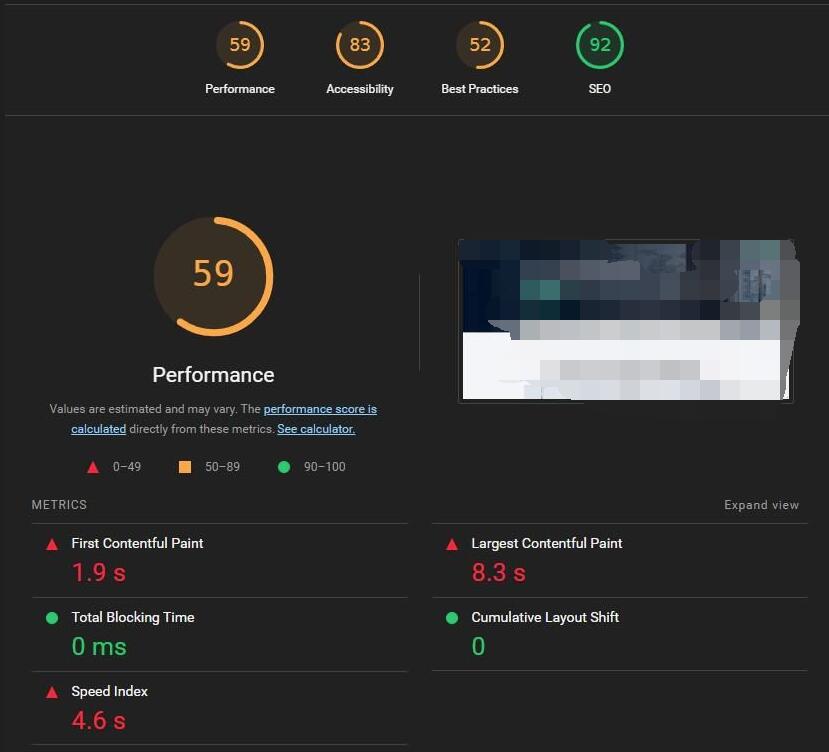 59 83 52 92
Performance Accessibility Best Practices SEO
59
Performance
Values are estimated and may vary. The performance score is
calculated directly from these metrics. See calculator.
0–49 50–89 90–100
METRICS
Expand view
First Contentful Paint
1.9 s
Largest Contentful Paint
8.3 s
Total Blocking Time
0 ms
Cumulative Layout Shift
0
Speed Index
4.6 s